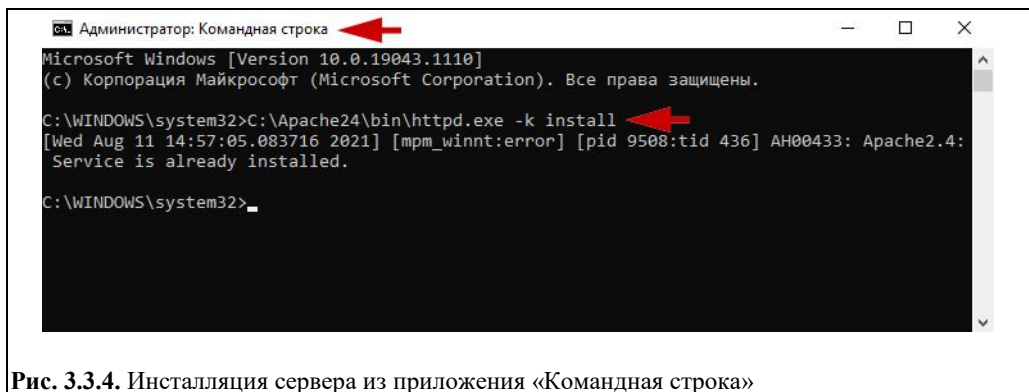 Администратор: Командная строка
Microsoft Windows [Version 10.0.19043.1110]
(c) Корпорация Майкрософт (Microsoft Corporation). Все права защищены.
C:\WINDOWS\system32>C:\Apache24\bin\httpd.exe -k install
[Wed Aug 11 14:57:05.083716 2021] [mpm_winnt:error] [pid 9508:tid 436] AH00433: Apache2.4:
Service is already installed.
C:\WINDOWS\system32>
Рис. 3.3.4. Инсталляция сервера из приложения «Командная строка»